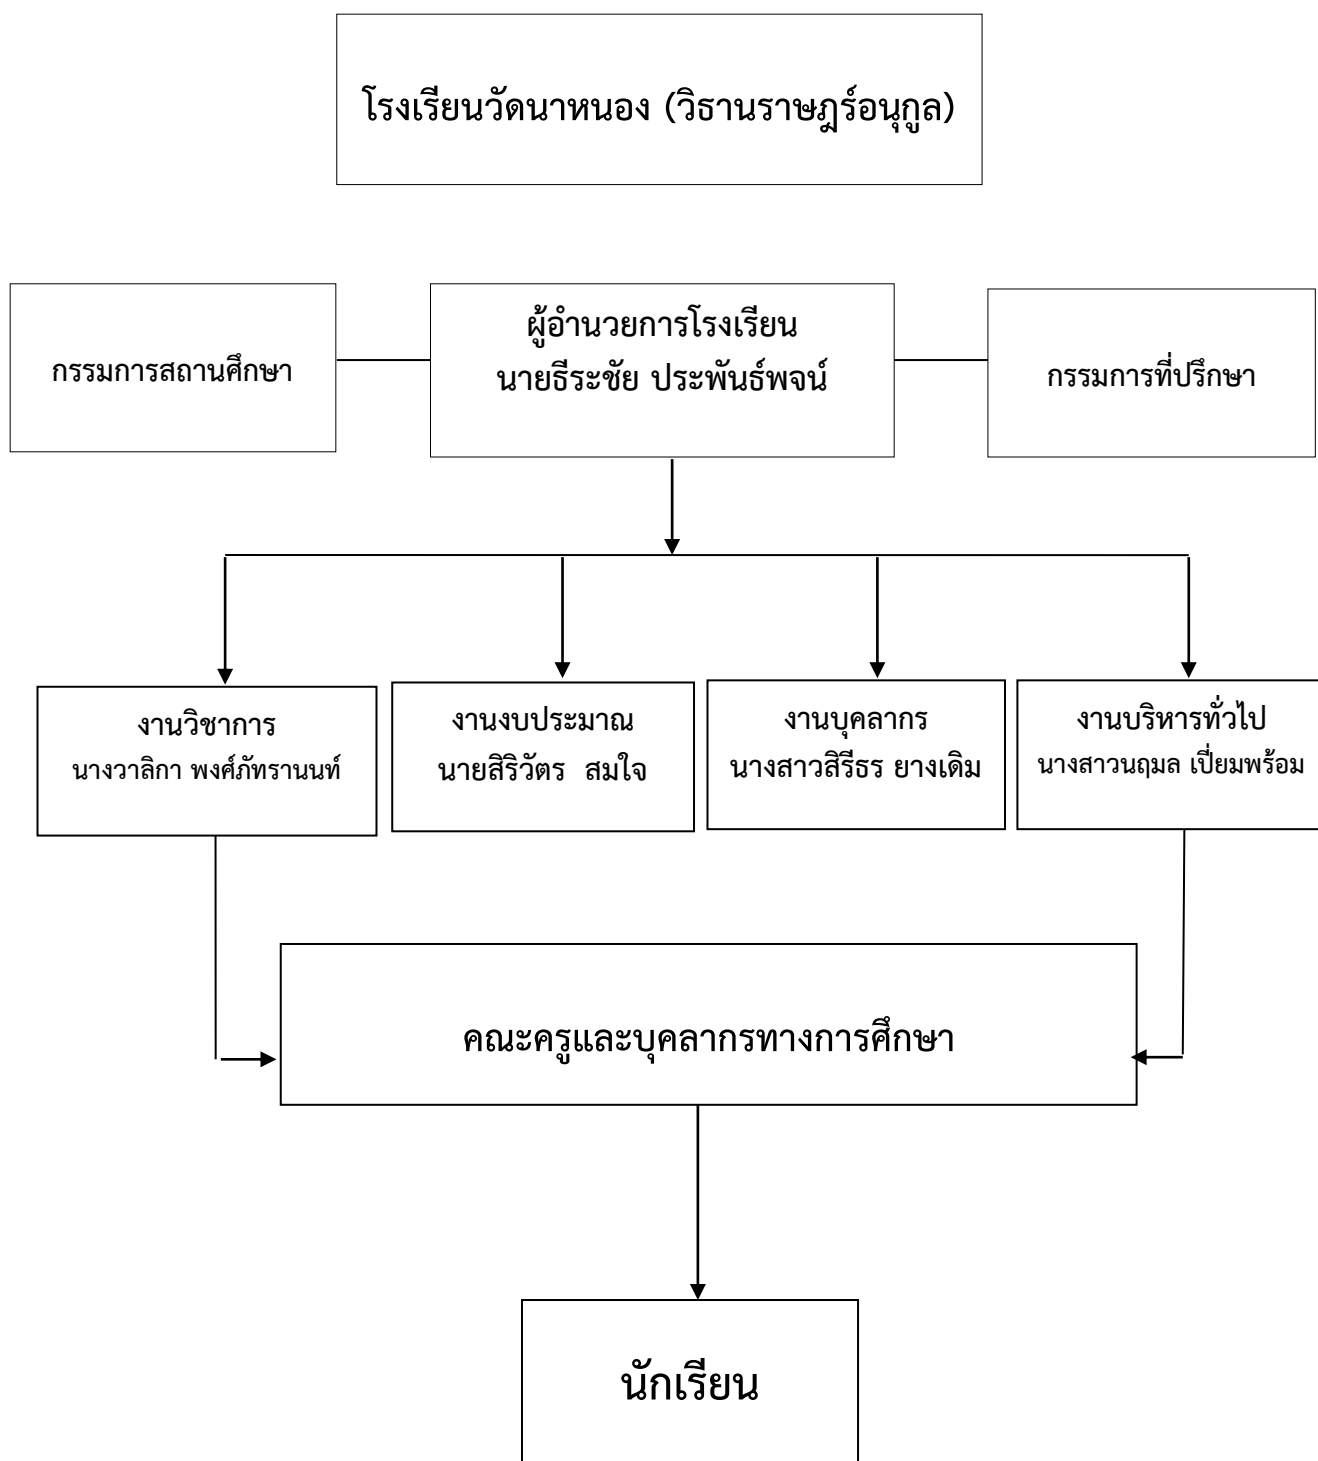 โรงเรียนวัดนาหนอง (วิธานราษฎร์อนุกูล)
กรรมการสถานศึกษา
ผู้อำนวยการโรงเรียน
นายธีระชัย ประพันธ์พจน์
กรรมการที่ปรึกษา
งานวิชาการ
นางวาลิกา พงศ์ภัทรานนท์
งานงบประมาณ
นายสิริวัตร สมใจ
งานบุคลากร
นางสาวสิรีธร ยางเดิม
งานบริหารทั่วไป
นางสาวนฤมล เปี่ยมพร้อม
คณะครูและบุคลากรทางการศึกษา
นักเรียน